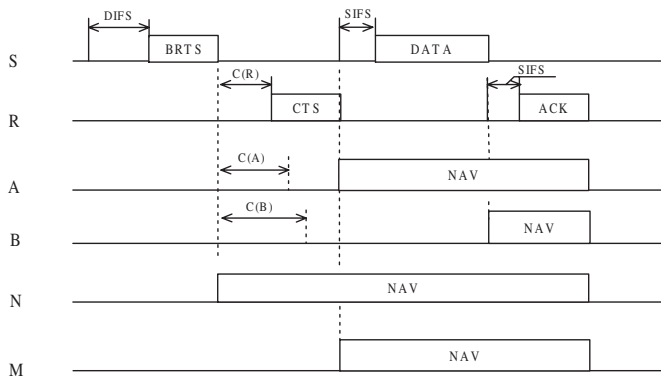 DIFS
SIFS
S
BRTS
DATA
C(R)
SIFS
R
CTS
ACK
C(A)
A
NAV
C(B)
B
NAV
N
NAV
M
NAV